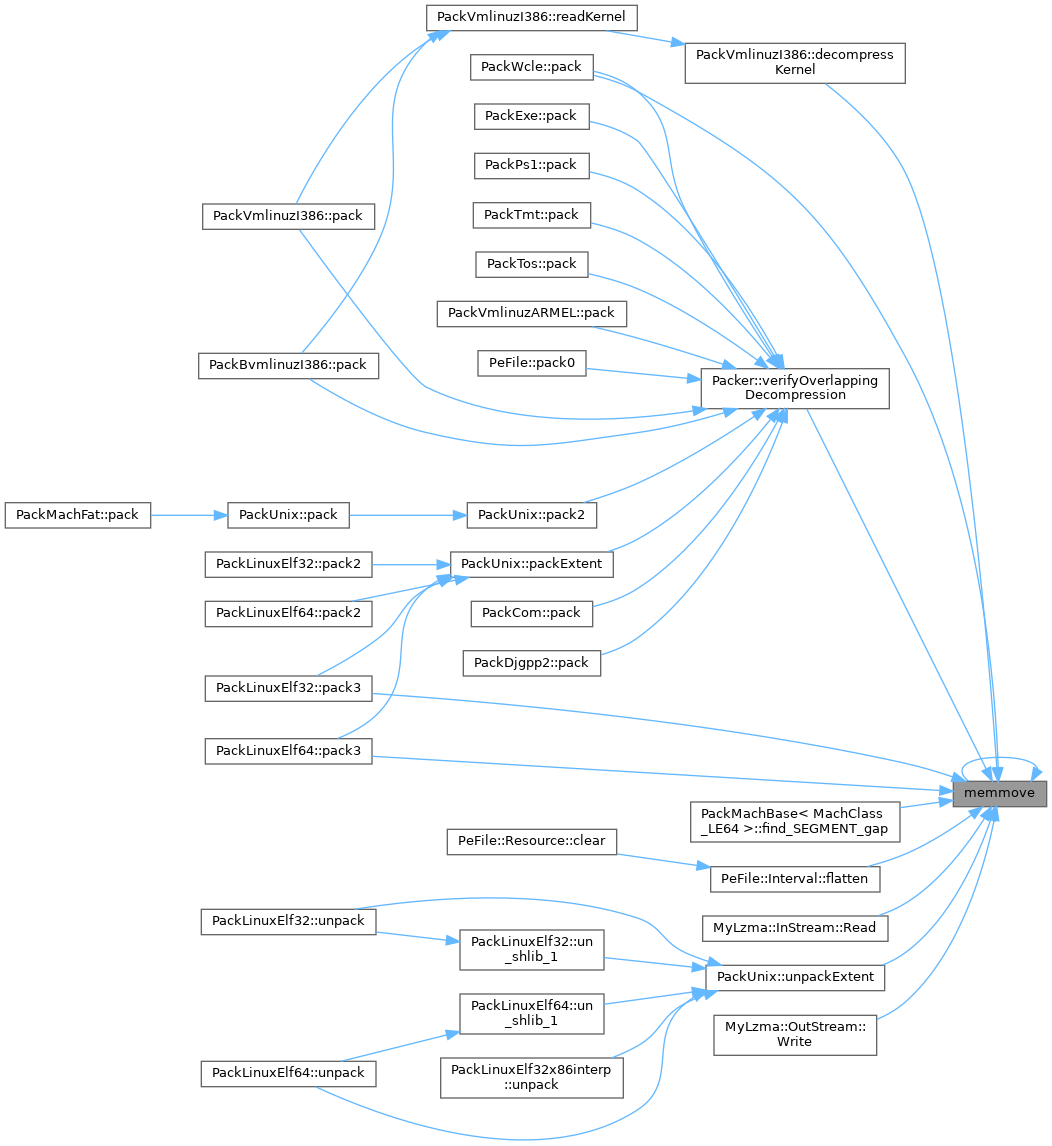 PackVmlinuzI386::readKernel
PackVmlinuzI386::decompress
Kernel
PackWcle::pack
PackExe::pack
PackPs1::pack
PackVmlinuzI386::pack
PackTmt::pack
PackTos::pack
PackVmlinuzARMEL::pack
PackBvmlinuzI386::pack
PeFile::pack0
Packer::verifyOverlapping
Decompression
PackMachFat::pack
PackUnix::pack
PackUnix::pack2
PackLinuxElf32::pack2
PackUnix::packExtent
PackLinuxElf64::pack2
PackCom::pack
PackDjgpp2::pack
PackLinuxElf32::pack3
PackLinuxElf64::pack3
memmove
PackMachBase< MachClass
_LE64 >::find_SEGMENT_gap
PeFile::Resource::clear
PeFile::Interval::flatten
PackLinuxElf32::unpack
MyLzma::InStream::Read
PackLinuxElf32::un
_shlib_1
PackUnix::unpackExtent
PackLinuxElf64::un
_shlib_1
MyLzma::OutStream::
Write
PackLinuxElf64::unpack
PackLinuxElf32x86interp
::unpack